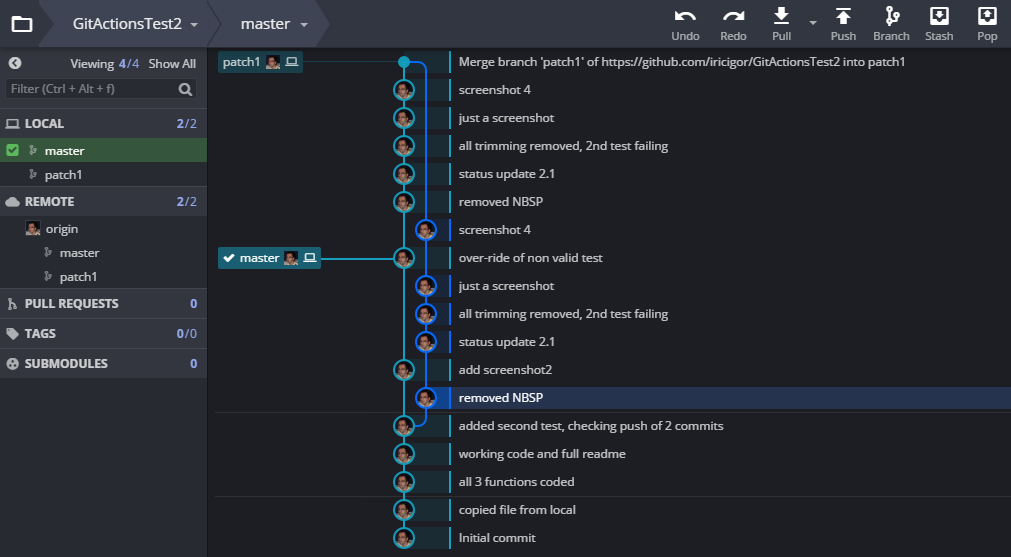 GitActionsTest2
master
Undo
Redo
Pull
Push
Branch
Stash
Pop
Viewing 4/4 Show All
Filter (Ctrl + Alt + f)
LOCAL 2/2
master
patch1
REMOTE 2/2
origin
master
patch1
PULL REQUESTS 0
TAGS 0/0
SUBMODULES 0
patch1 Merge branch 'patch1' of https://github.com/iricigor/GitActionsTest2 into patch1
screenshot 4
just a screenshot
all trimming removed, 2nd test failing
status update 2.1
removed NBSP
screenshot 4
master over-ride of non valid test
just a screenshot
all trimming removed, 2nd test failing
status update 2.1
add screenshot2
removed NBSP
added second test, checking push of 2 commits
working code and full readme
all 3 functions coded
copied file from local
Initial commit